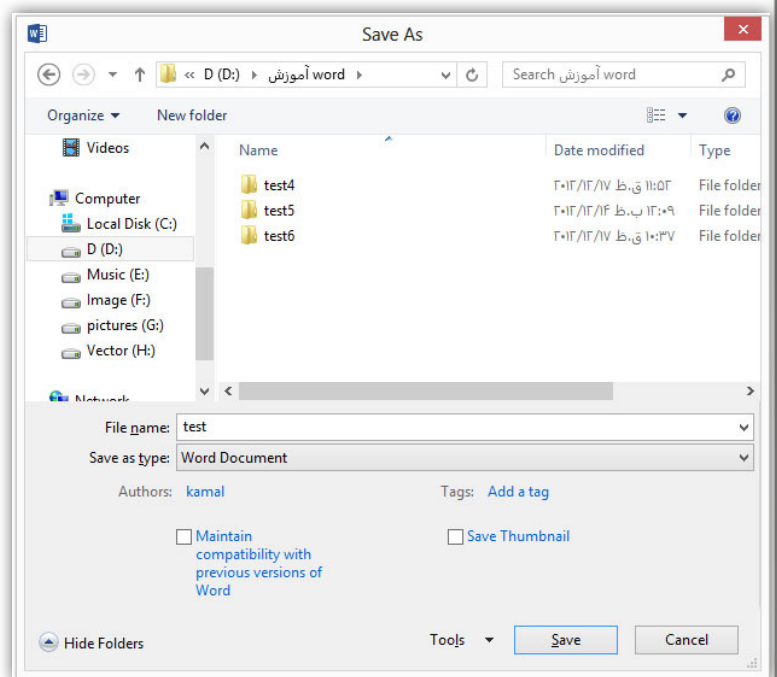 Save As
« D (D:) ▸ آموزش word ▸
Search آموزش word
Organize
New folder
Videos
Name
Date modified
Type
Computer
Local Disk (C:)
D (D:)
Music (E:)
Image (F:)
pictures (G:)
Vector (H:)
test4
۲۰۱۲/۱۲/۱۷ ق.ظ ۱۱:۵۲
File folder
test5
۲۰۱۲/۱۲/۱۴ ب.ظ ۱۲:۰۹
File folder
test6
۲۰۱۲/۱۲/۱۷ ق.ظ ۱۰:۳۷
File folder
Network
File name: test
Save as type: Word Document
Authors: kamal
Tags: Add a tag
Maintain
compatibility with
previous versions of
Word
Save Thumbnail
Hide Folders
Tools
Save
Cancel